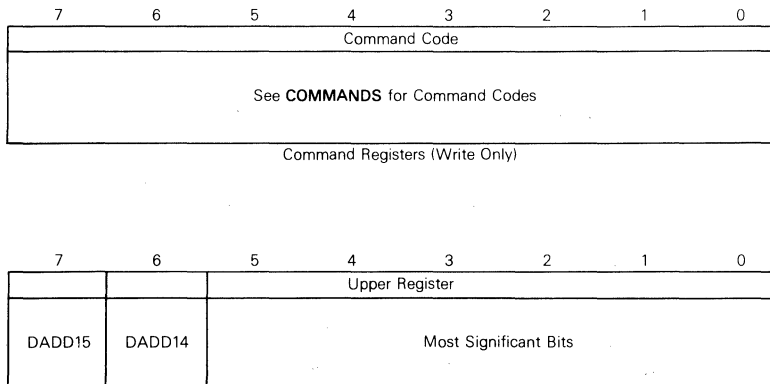 7 6 5 4 3 2 1 0
Command Code
See COMMANDS for Command Codes
Command Registers (Write Only)
7 6 5 4 3 2 1 0
Upper Register
DADD15 DADD14 Most Significant Bits